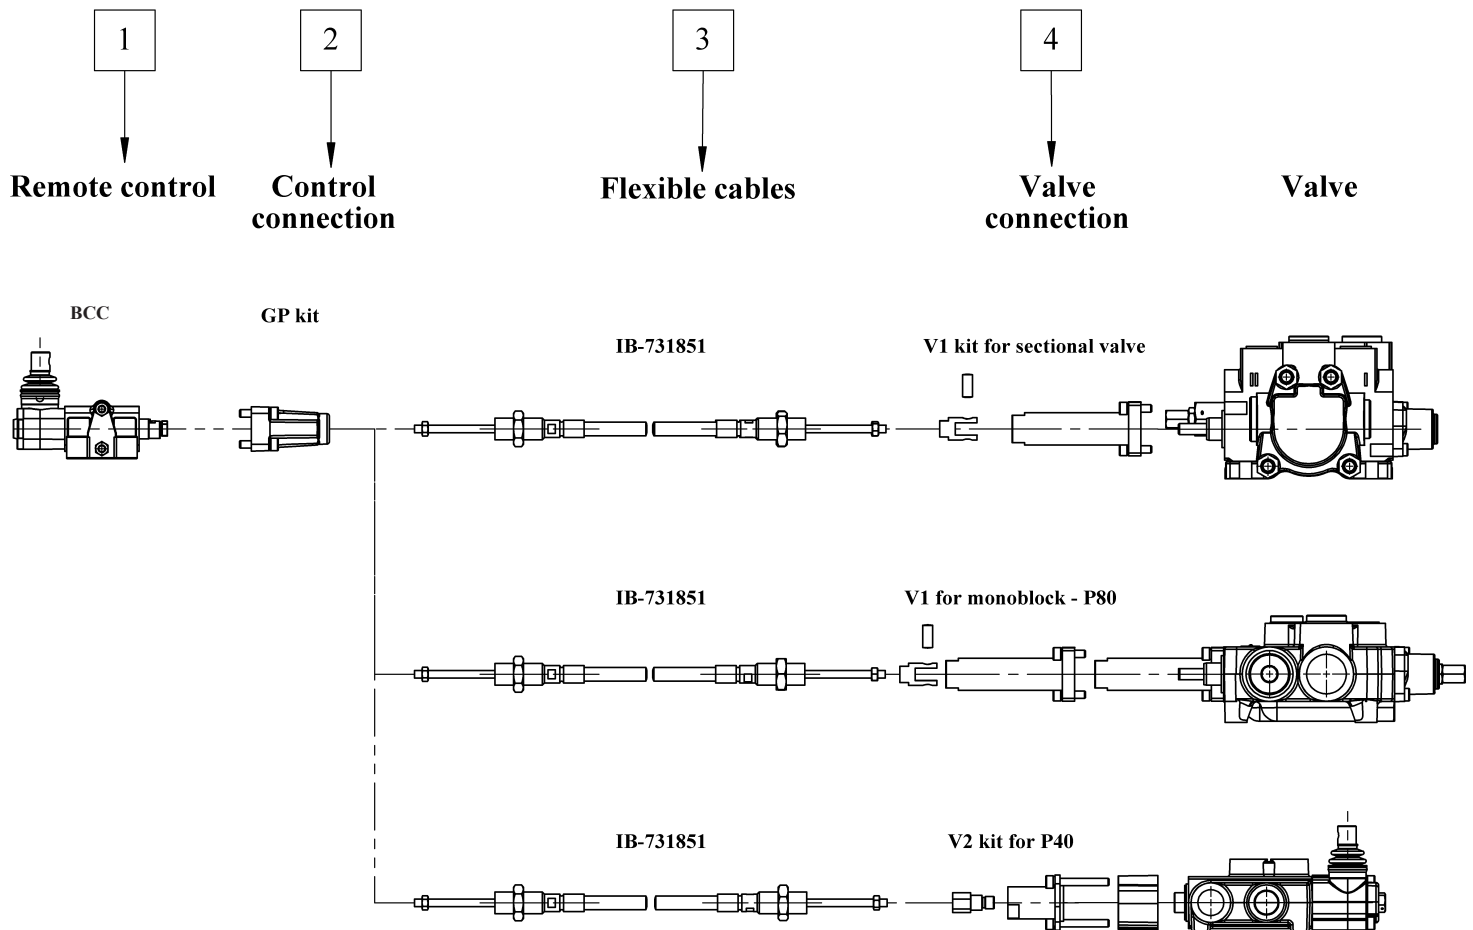 1
2
3
4
Remote control
Control
connection
Flexible cables
Valve
connection
Valve
BCC
GP kit
IB-731851
V1 kit for sectional valve
IB-731851
V1 for monoblock - P80
IB-731851
V2 kit for P40